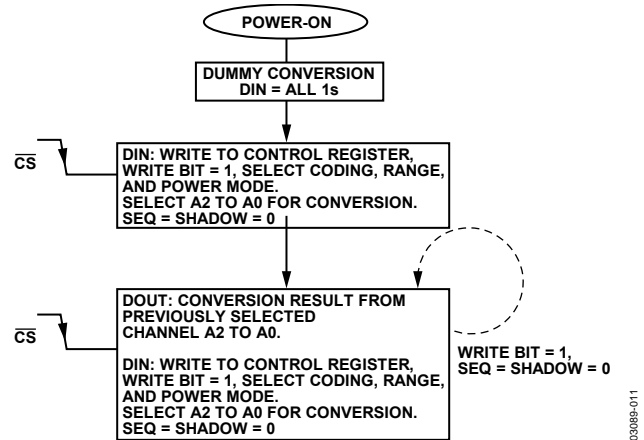 POWER-ON
DUMMY CONVERSION
DIN = ALL 1s
CS
DIN: WRITE TO CONTROL REGISTER,
WRITE BIT = 1, SELECT CODING, RANGE,
AND POWER MODE.
SELECT A2 TO A0 FOR CONVERSION.
SEQ = SHADOW = 0
CS
DOUT: CONVERSION RESULT FROM
PREVIOUSLY SELECTED
CHANNEL A2 TO A0.
DIN: WRITE TO CONTROL REGISTER,
WRITE BIT = 1, SELECT CODING, RANGE,
AND POWER MODE.
SELECT A2 TO A0 FOR CONVERSION.
SEQ = SHADOW = 0
WRITE BIT = 1,
SEQ = SHADOW = 0
03089-011